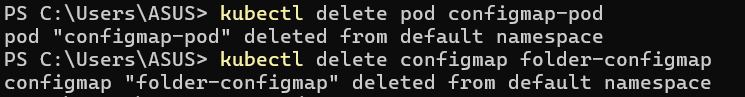 PS C:\Users\ASUS> kubectl delete pod configmap-pod
pod "configmap-pod" deleted from default namespace
PS C:\Users\ASUS> kubectl delete configmap folder-configmap
configmap "folder-configmap" deleted from default namespace